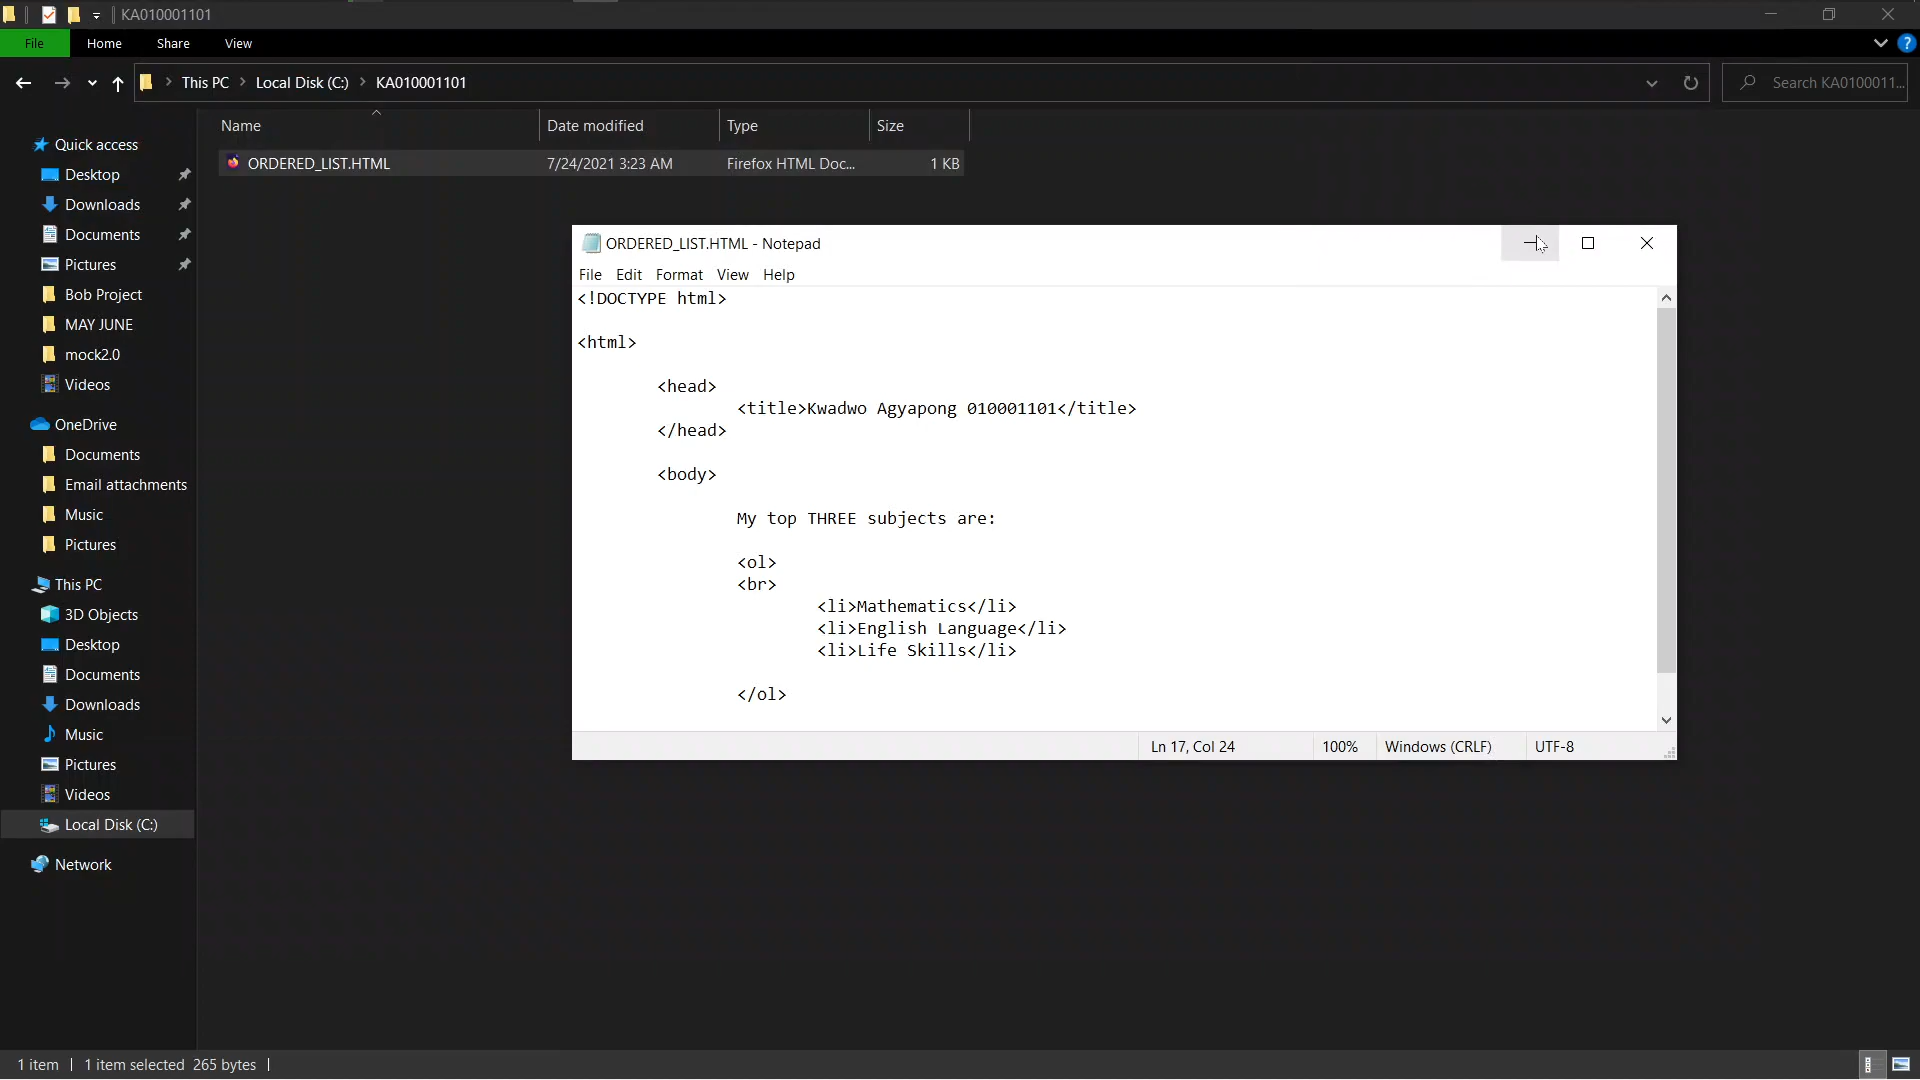 KA010001101
File Home Share View
This PC Local Disk (C:) KA010001101
Search KA0100011...
Name Date modified Type Size
ORDERED_LIST.HTML 7/24/2021 3:23 AM Firefox HTML Doc... 1 KB
Quick access
Desktop
Downloads
Documents
Pictures
Bob Project
MAY JUNE
mock2.0
Videos
OneDrive
Documents
Email attachments
Music
Pictures
This PC
3D Objects
Desktop
Documents
Downloads
Music
Pictures
Videos
Local Disk (C:)
Network
ORDERED_LIST.HTML - Notepad
File Edit Format View Help
<!DOCTYPE html>
<html>
<head>
<title>Kwadwo Agyapong 010001101</title>
</head>
<body>
My top THREE subjects are:
<ol>
<br>
<li>Mathematics</li>
<li>English Language</li>
<li>Life Skills</li>
</ol>
Ln 17, Col 24 100% Windows (CRLF) UTF-8
1 item 1 item selected 265 bytes